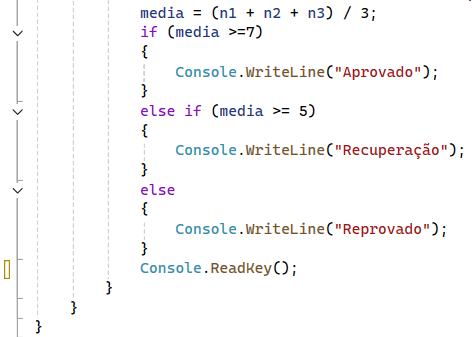 media = (n1 + n2 + n3) / 3;
if (media >=7)
{
Console.WriteLine("Aprovado");
}
else if (media >= 5)
{
Console.WriteLine("Recuperação");
}
else
{
Console.WriteLine("Reprovado");
}
Console.ReadKey();
}
}
}